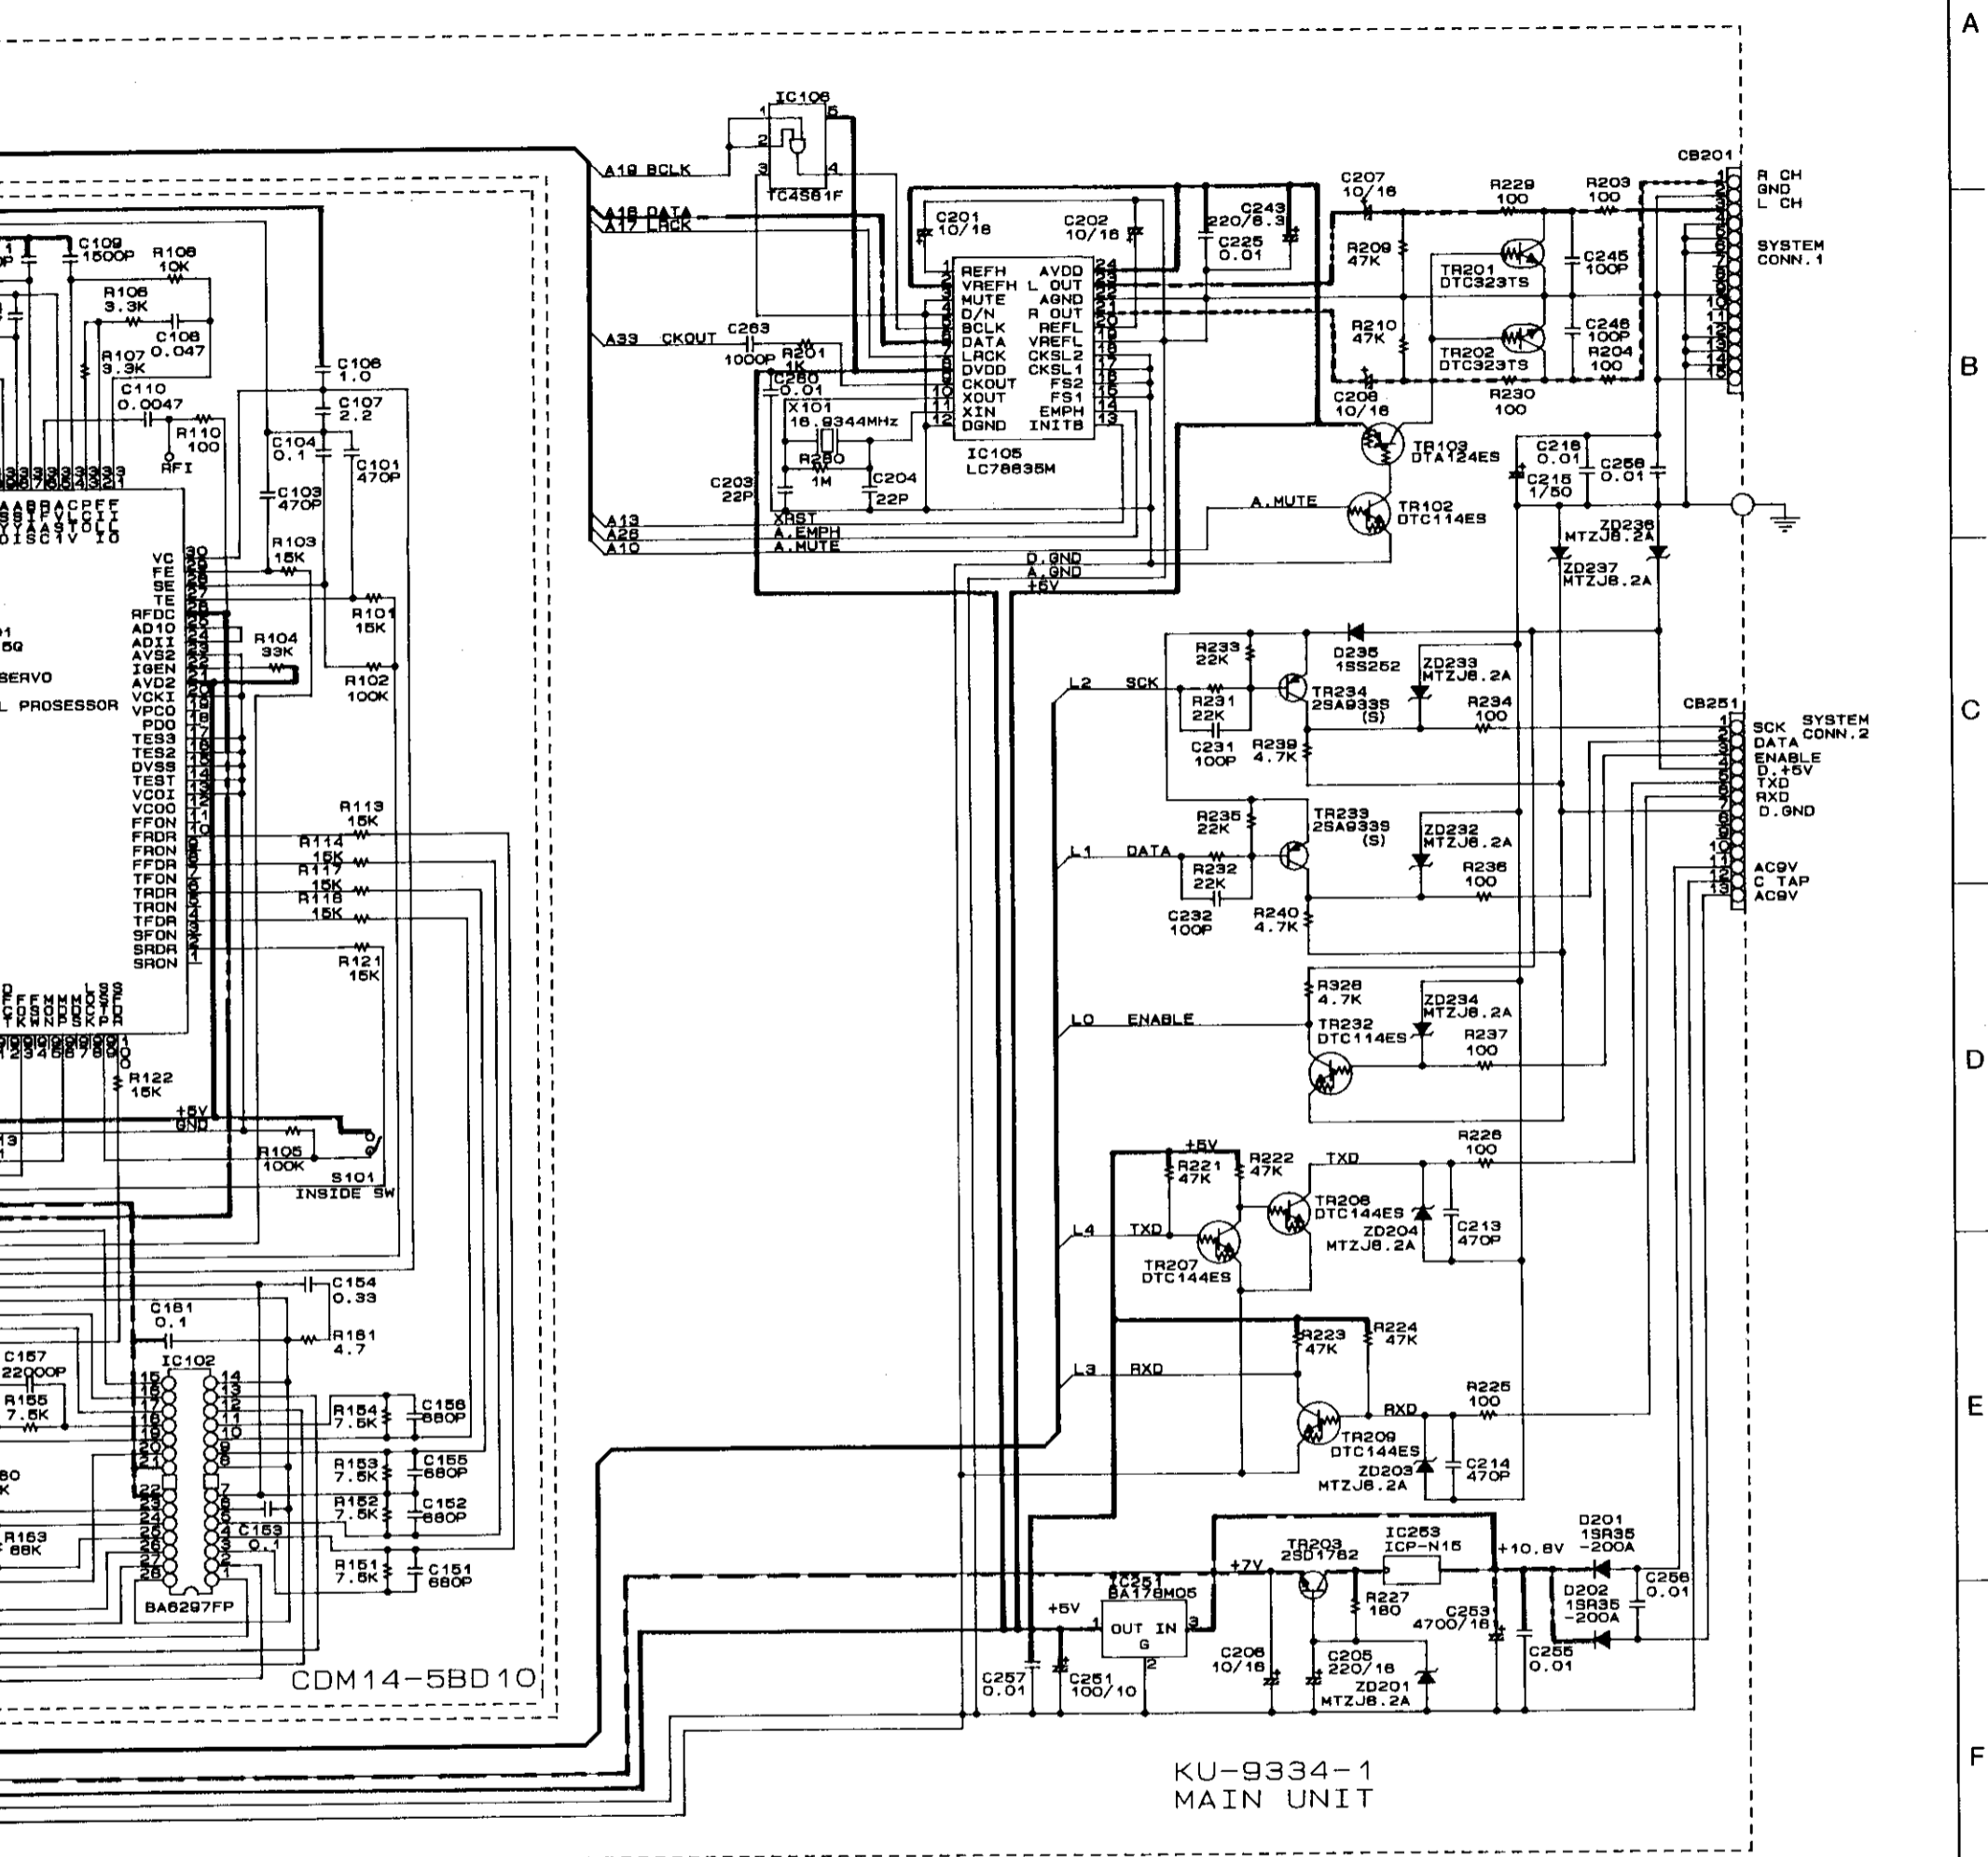 A
B
C
D
E
F
IC106
1
2
3
4
5
TC4S81F
A19 BCLK
A18 DATA
A17 LRCK
A33 CKOUT
C263
1000P
R201
1K
C260
0.01
X101
16.9344MHz
R280
1M
C203
22P
C204
22P
A13 XRST
A26 A.EMPH
A10 A.MUTE
D.GND
A.GND
+5V
C201
10/16
C202
10/16
C243
220/6.3
C225
0.01
REFH AVDD
VREFH L OUT
MUTE AGND
D/N R OUT
BCLK REFL
DATA VREFL
LRCK CKSL2
DVDD CKSL1
CKOUT FS2
XOUT FS1
XIN EMPH
DGND INITB
IC105
LC78835M
C207
10/16
R229
100
R203
100
R209
47K
TR201
DTC323TS
C245
100P
R210
47K
TR202
DTC323TS
C246
100P
R204
100
C208
10/16
R230
100
TR103
DTA124ES
A.MUTE
TR102
DTC114ES
C216
0.01
C258
0.01
C215
1/50
ZD236
MTZJ8.2A
ZD237
MTZJ8.2A
CB201
R CH
GND
L CH
SYSTEM
CONN.1
C109
1500P
R108
10K
R106
3.3K
C108
0.047
R107
3.3K
C110
0.0047
R110
100
RFI
C106
1.0
C107
2.2
C104
0.1
C101
470P
C103
470P
R103
15K
R101
15K
R104
33K
R102
100K
SERVO
L PROSESSOR
VC
FE
SE
TE
RFDC
AD10
ADII
AVS2
IGEN
AVD2
VCKI
VPCO
PDO
TES3
TES2
DVSS
TEST
VCOI
VCOO
FFON
FRDR
FRON
FFDR
TFON
TRDR
TRON
TFDR
SFON
SRDR
SRON
R113
15K
R114
15K
R117
15K
R118
15K
R121
15K
R122
15K
+5V
GND
R105
100K
S101
INSIDE SW
C154
0.33
C161
0.1
R161
4.7
C157
22000P
R155
7.5K
IC102
R154
7.5K
C156
680P
R153
7.5K
C155
680P
R152
7.5K
C152
680P
C153
0.1
R151
7.5K
C151
680P
R163
68K
BA6297FP
CDM14-5BD10
L2 SCK
R233
22K
R231
22K
C231
100P
D235
1SS252
TR234
2SA933S
(S)
R239
4.7K
ZD233
MTZJ8.2A
R234
100
L1 DATA
R235
22K
R232
22K
C232
100P
TR233
2SA933S
(S)
R240
4.7K
ZD232
MTZJ8.2A
R236
100
L0 ENABLE
R328
4.7K
TR232
DTC114ES
ZD234
MTZJ8.2A
R237
100
CB251
SCK SYSTEM
DATA CONN.2
ENABLE
D.+5V
TXD
RXD
D.GND
AC9V
C TAP
AC9V
+5V
R221
47K
R222
47K
TXD
R226
100
TR208
DTC144ES
ZD204
MTZJ8.2A
C213
470P
L4 TXD
TR207
DTC144ES
R223
47K
R224
47K
L3 RXD
RXD
R225
100
TR209
DTC144ES
ZD203
MTZJ8.2A
C214
470P
TR203
2SD1762
IC253
ICP-N15
+10.8V
D201
1SR35
-200A
C256
0.01
D202
1SR35
-200A
+7V
IC251
BA178M05
+5V
1 OUT IN 3
G
2
R227
180
C253
4700/16
C255
0.01
C257
0.01
C251
100/10
C206
10/16
C205
220/16
ZD201
MTZJ8.2A
KU-9334-1
MAIN UNIT